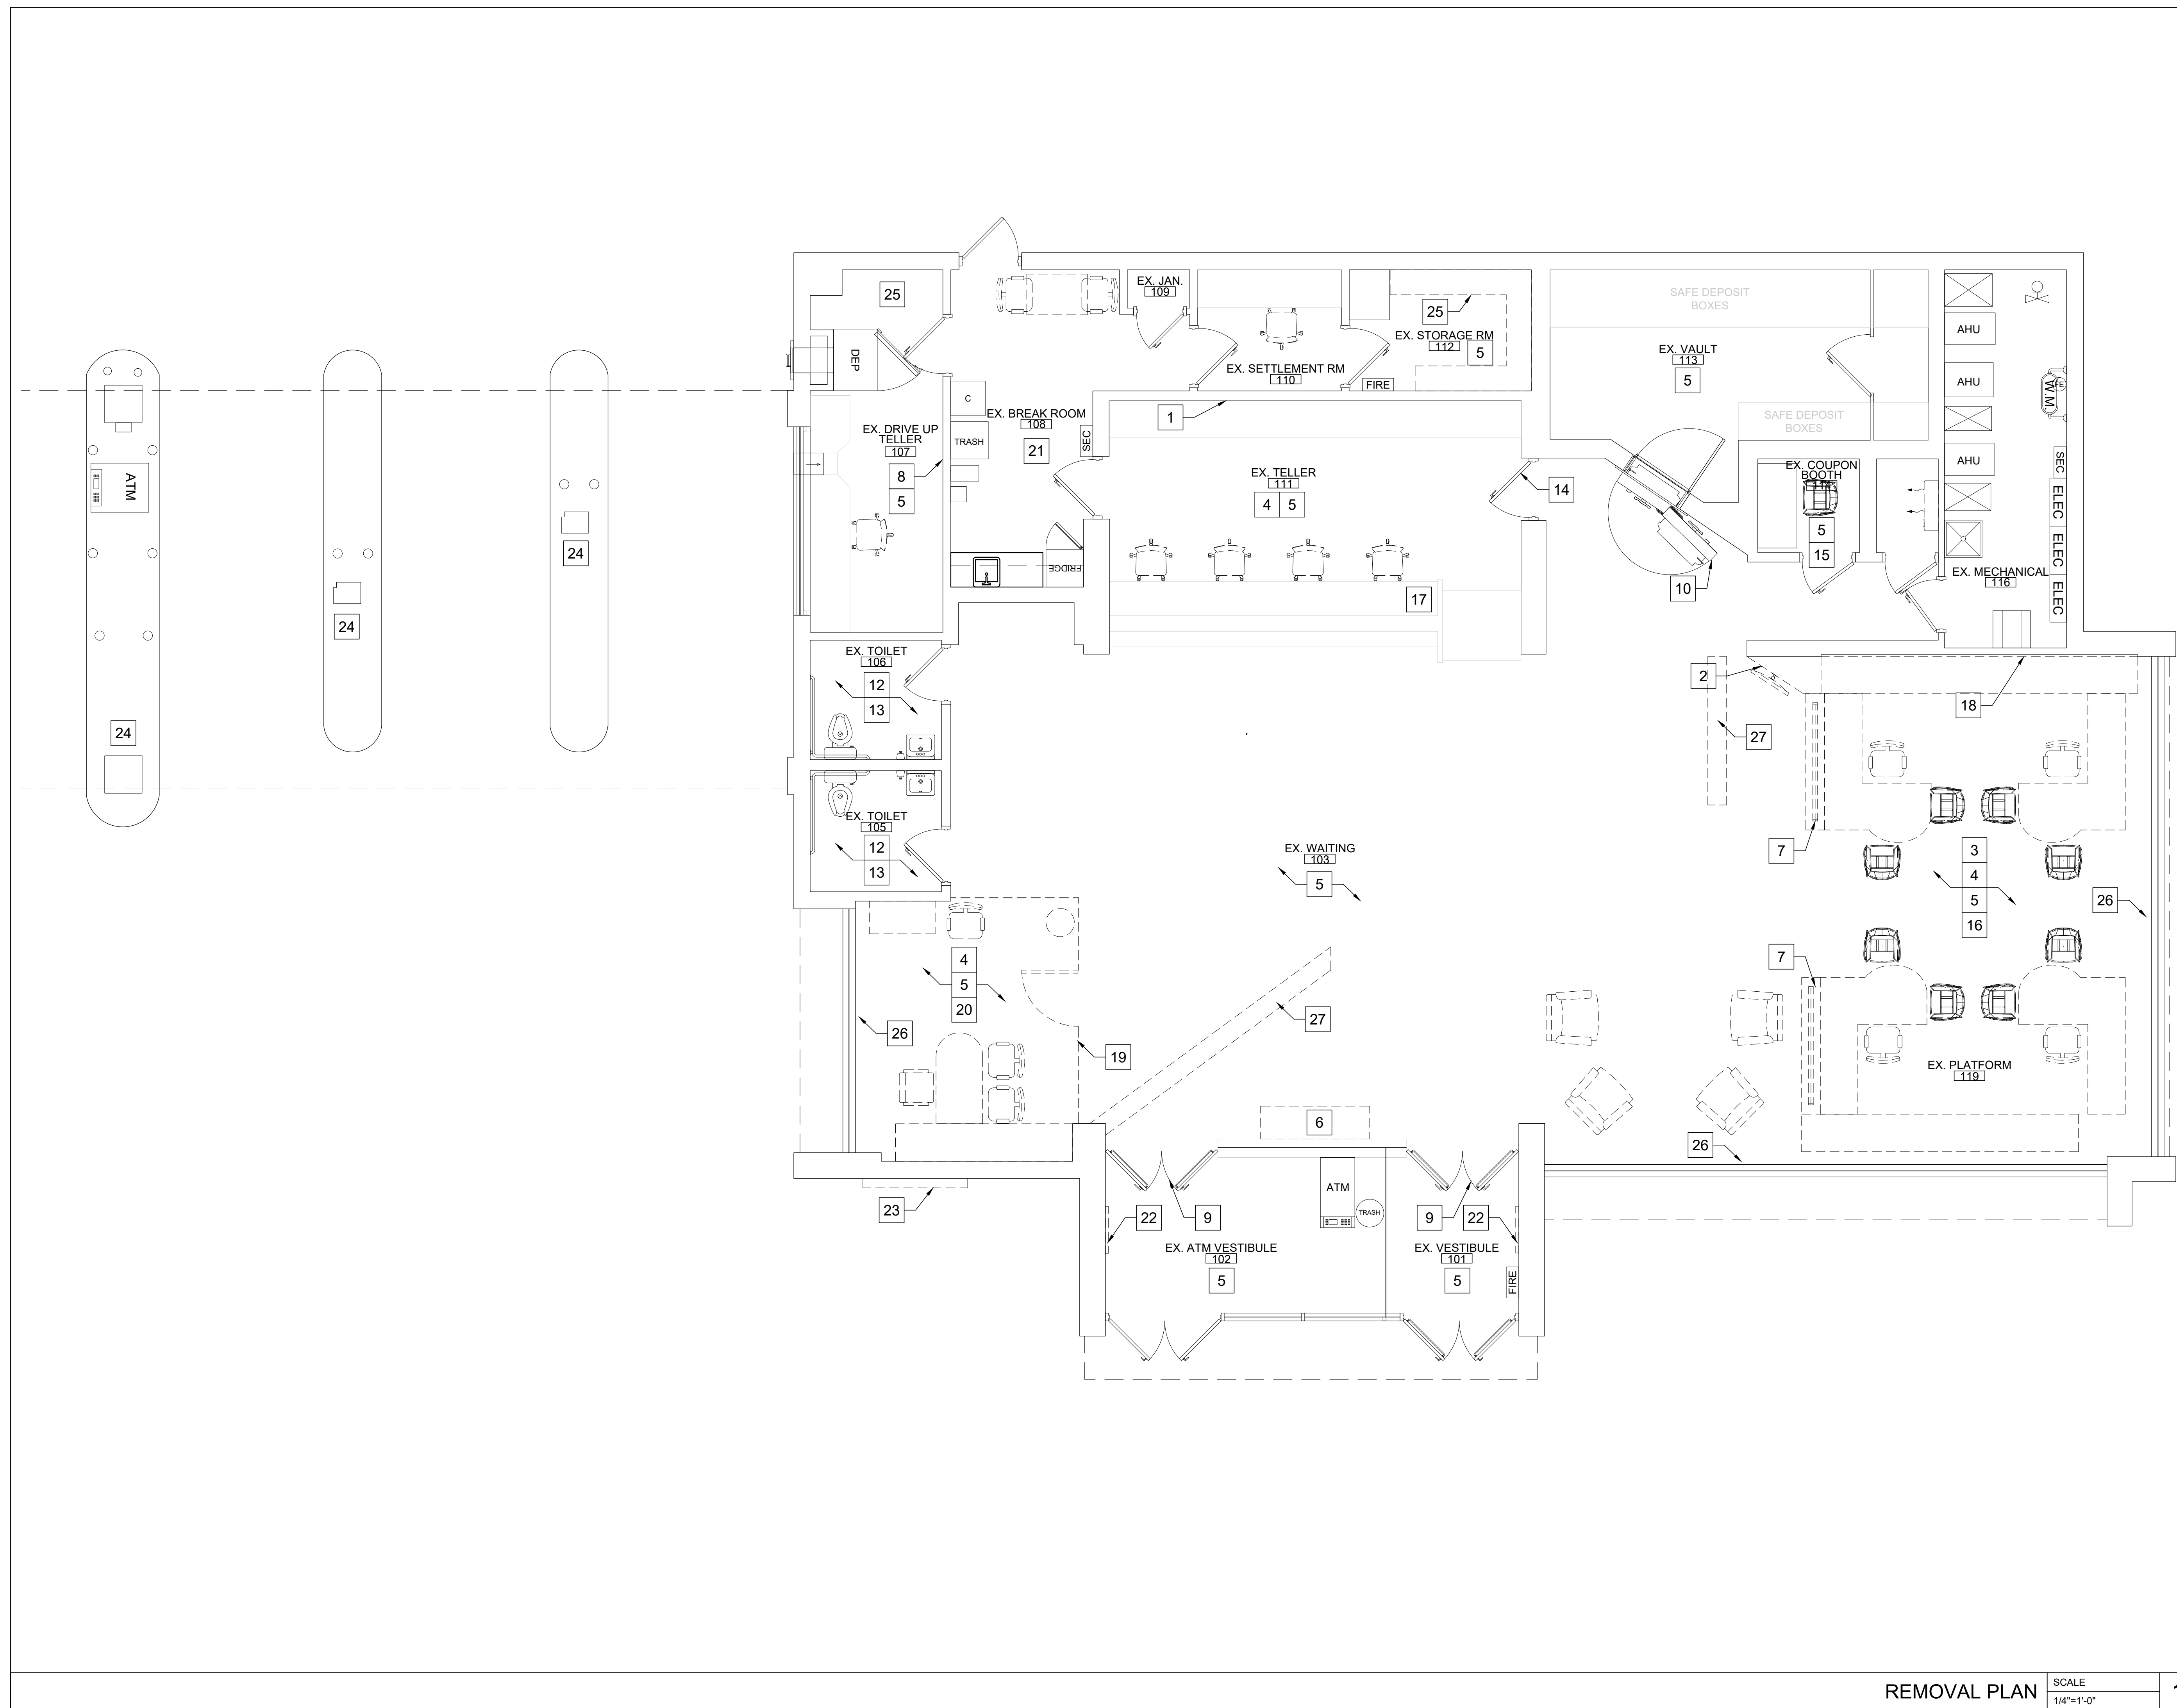 EX. JAN.
109
25
SAFE DEPOSIT
BOXES
25
AHU
EX. STORAGE RM
112
5
EX. VAULT
113
5
DEP
EX. SETTLEMENT RM
110
FIRE
AHU
W.M.
C
EX. BREAK ROOM
108
21
1
SAFE DEPOSIT
BOXES
EX. DRIVE UP
TELLER
107
8
5
TRASH
SEC
AHU
SEC
ATM
EX. TELLER
111
4 5
14
EX. COUPON
BOOTH
114
5
15
ELEC
ELEC
ELEC
24
24
FRIDGE
EX. MECHANICAL
116
10
17
EX. TOILET
106
12
13
2
18
24
27
EX. TOILET
105
12
13
EX. WAITING
103
5
7
3
4
5
16
26
4
5
20
7
26
27
19
EX. PLATFORM
119
6
26
ATM
TRASH
23
22
9
9
22
EX. ATM VESTIBULE
102
5
EX. VESTIBULE
101
5
FIRE
REMOVAL PLAN
SCALE
1/4"=1'-0"